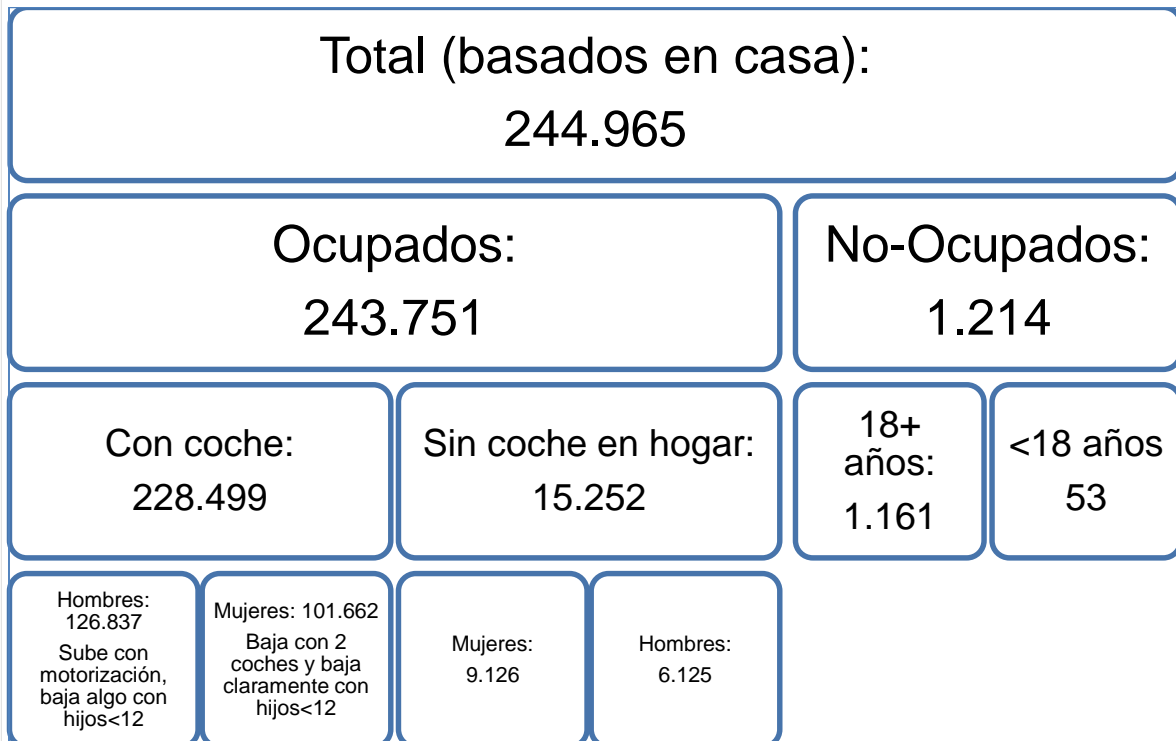 Total (basados en casa):
244.965
Ocupados:
243.751
No-Ocupados:
1.214
Con coche:
228.499
Sin coche en hogar:
15.252
18+
años:
1.161
<18 años
53
Hombres:
126.837
Sube con
motorización,
baja algo con
hijos<12
Mujeres: 101.662
Baja con 2
coches y baja
claramente con
hijos<12
Mujeres:
9.126
Hombres:
6.125